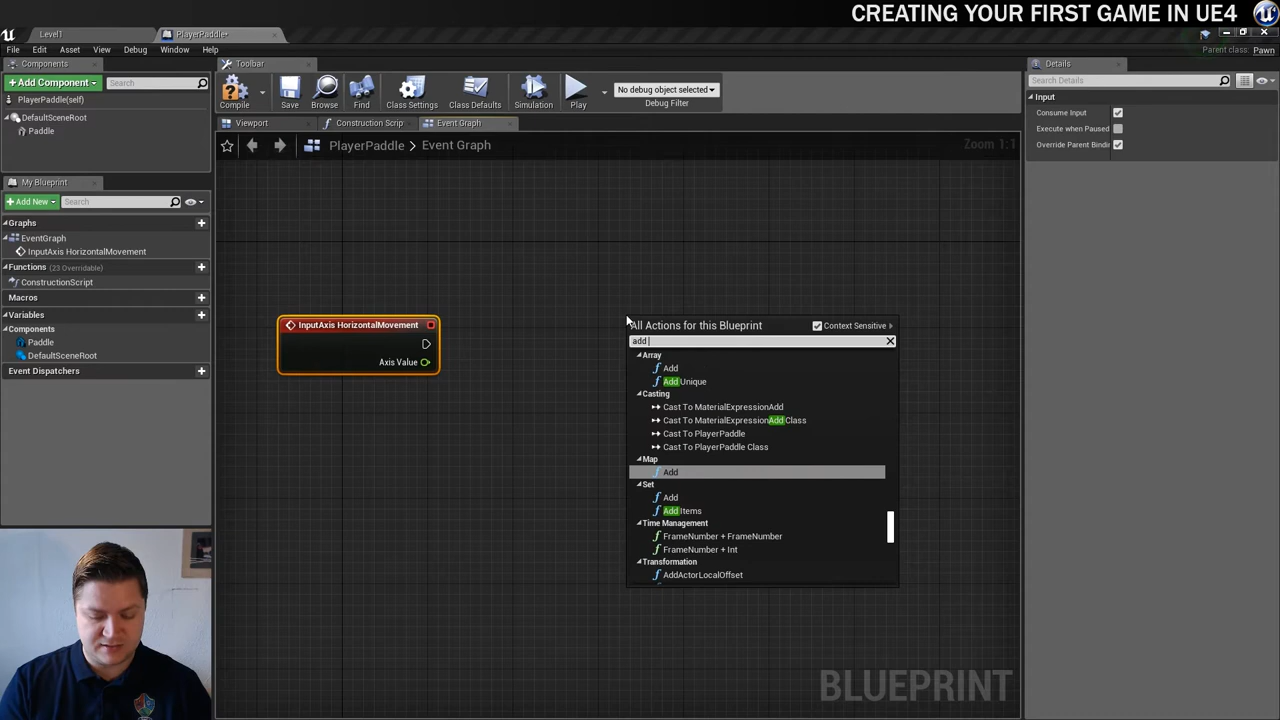 CREATING YOUR FIRST GAME IN UE4
Level1
PlayerPaddle*
File Edit Asset View Debug Window Help
Parent class: Pawn
Components
Toolbar
Details
+Add Component
Search
Search Details
PlayerPaddle(self)
DefaultSceneRoot
Paddle
Compile
Save
Browse
Find
Class Settings
Class Defaults
Simulation
Play
No debug object selected
Debug Filter
Input
Consume Input
Execute when Paused
Override Parent Bindin
Viewport
Construction Scrip
Event Graph
PlayerPaddle > Event Graph
Zoom 1:1
My Blueprint
+Add New
Search
Graphs
EventGraph
InputAxis HorizontalMovement
Functions (23 Overridable)
ConstructionScript
Macros
Variables
Components
Paddle
DefaultSceneRoot
Event Dispatchers
InputAxis HorizontalMovement
Axis Value
All Actions for this Blueprint
Context Sensitive
add
Array
Add
Add Unique
Casting
Cast To MaterialExpressionAdd
Cast To MaterialExpressionAdd Class
Cast To PlayerPaddle
Cast To PlayerPaddle Class
Map
Add
Set
Add
Add Items
Time Management
FrameNumber + FrameNumber
FrameNumber + Int
Transformation
AddActorLocalOffset
BLUEPRINT